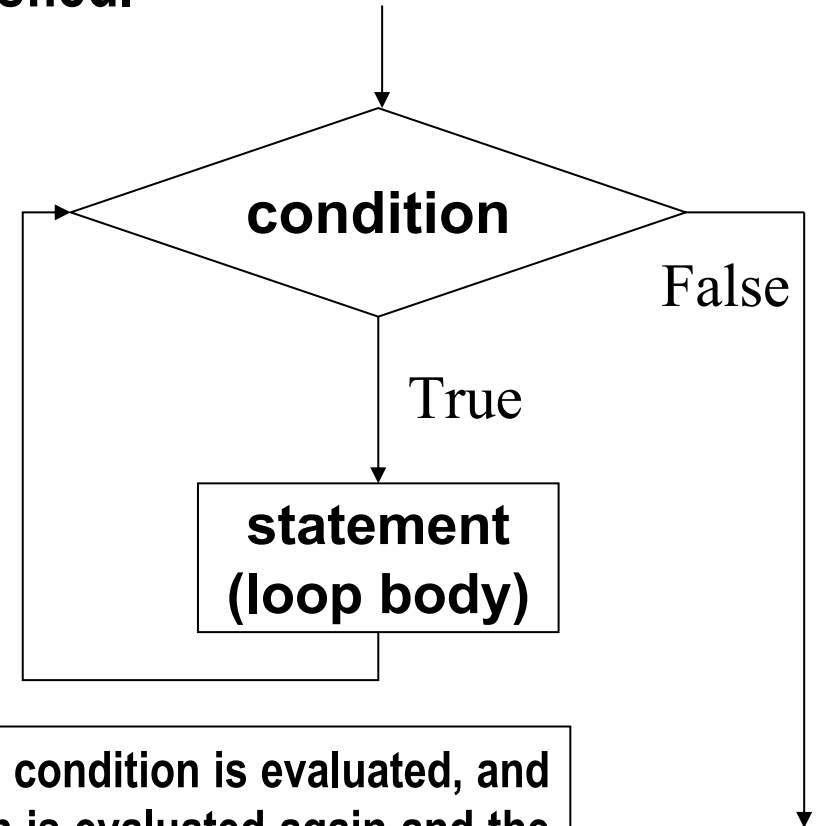 condition
False
True
statement
(loop body)
condition is evaluated, and
is evaluated again and the